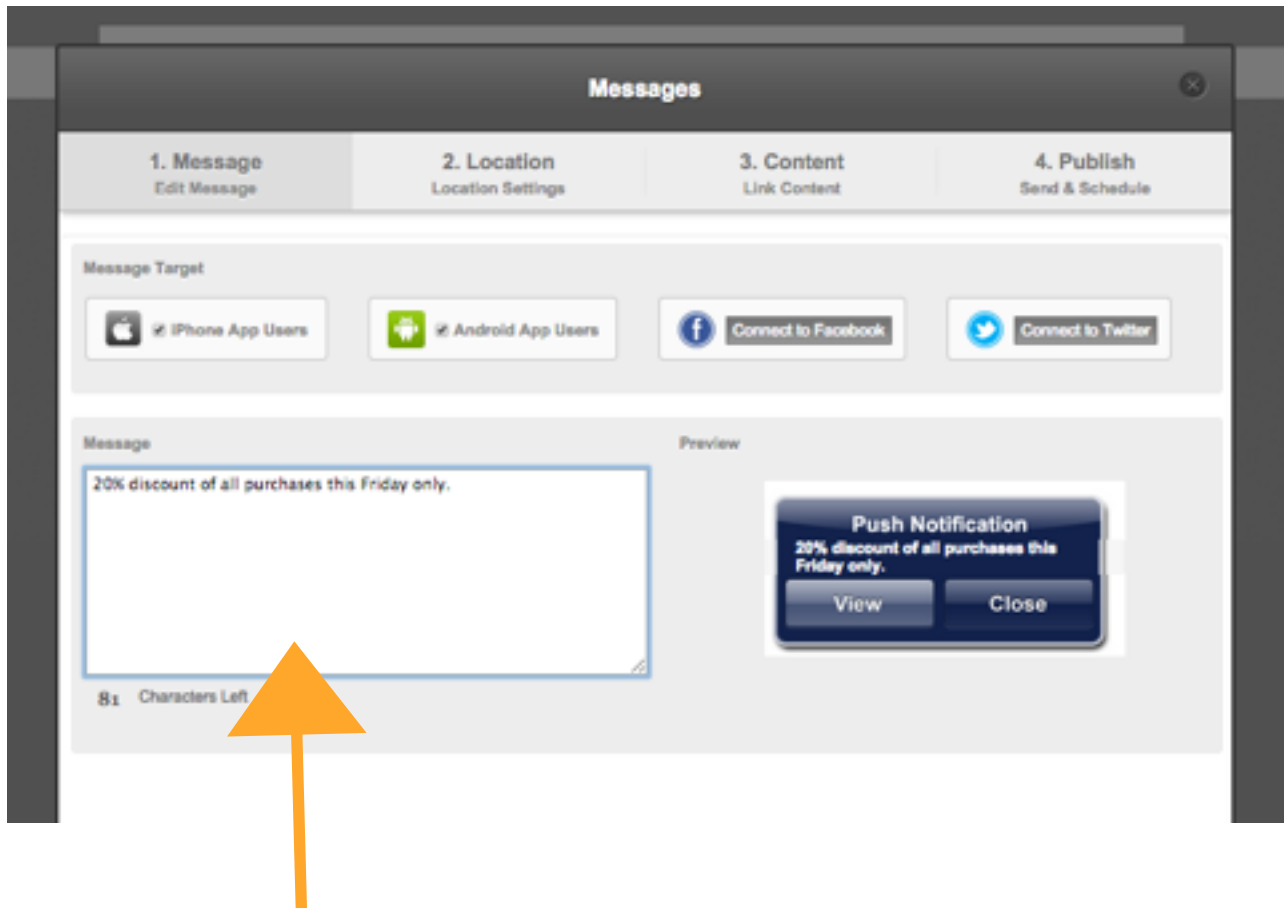 Messages
1. Message
Edit Message
2. Location
Location Settings
3. Content
Link Content
4. Publish
Send & Schedule
Message Target
iPhone App Users
Android App Users
Connect to Facebook
Connect to Twitter
Message
Preview
20% discount of all purchases this Friday only.
Push Notification
20% discount of all purchases this
Friday only.
View
Close
81 Characters Left